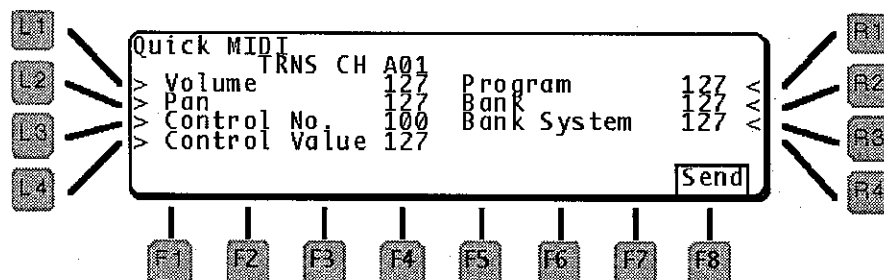 L1
L2
L3
L4
Quick MIDI
TRNS CH A01
> Volume 127 Program 127 <
> Pan 127 Bank 127 <
> Control No. 100 Bank System 127 <
> Control Value 127
Send
R1
R2
R3
R4
F1 F2 F3 F4 F5 F6 F7 F8